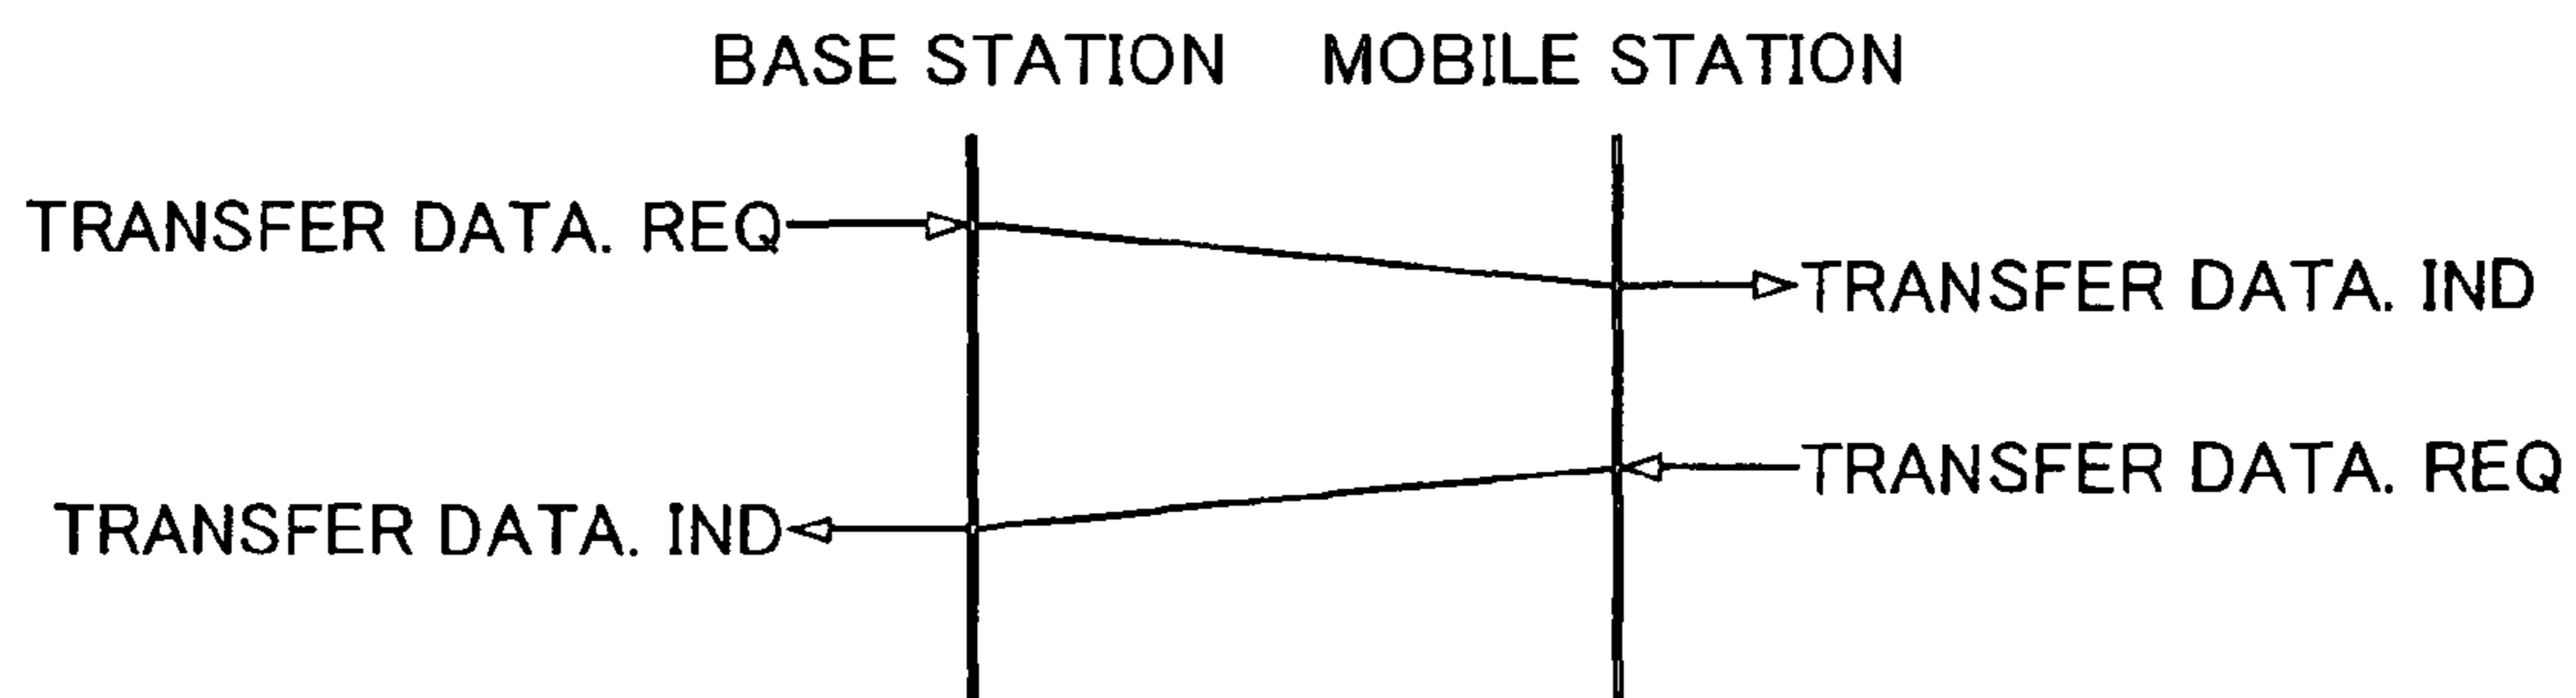 BASE STATION MOBILE STATION
TRANSFER DATA. REQ
TRANSFER DATA. IND
TRANSFER DATA. REQ
TRANSFER DATA. IND